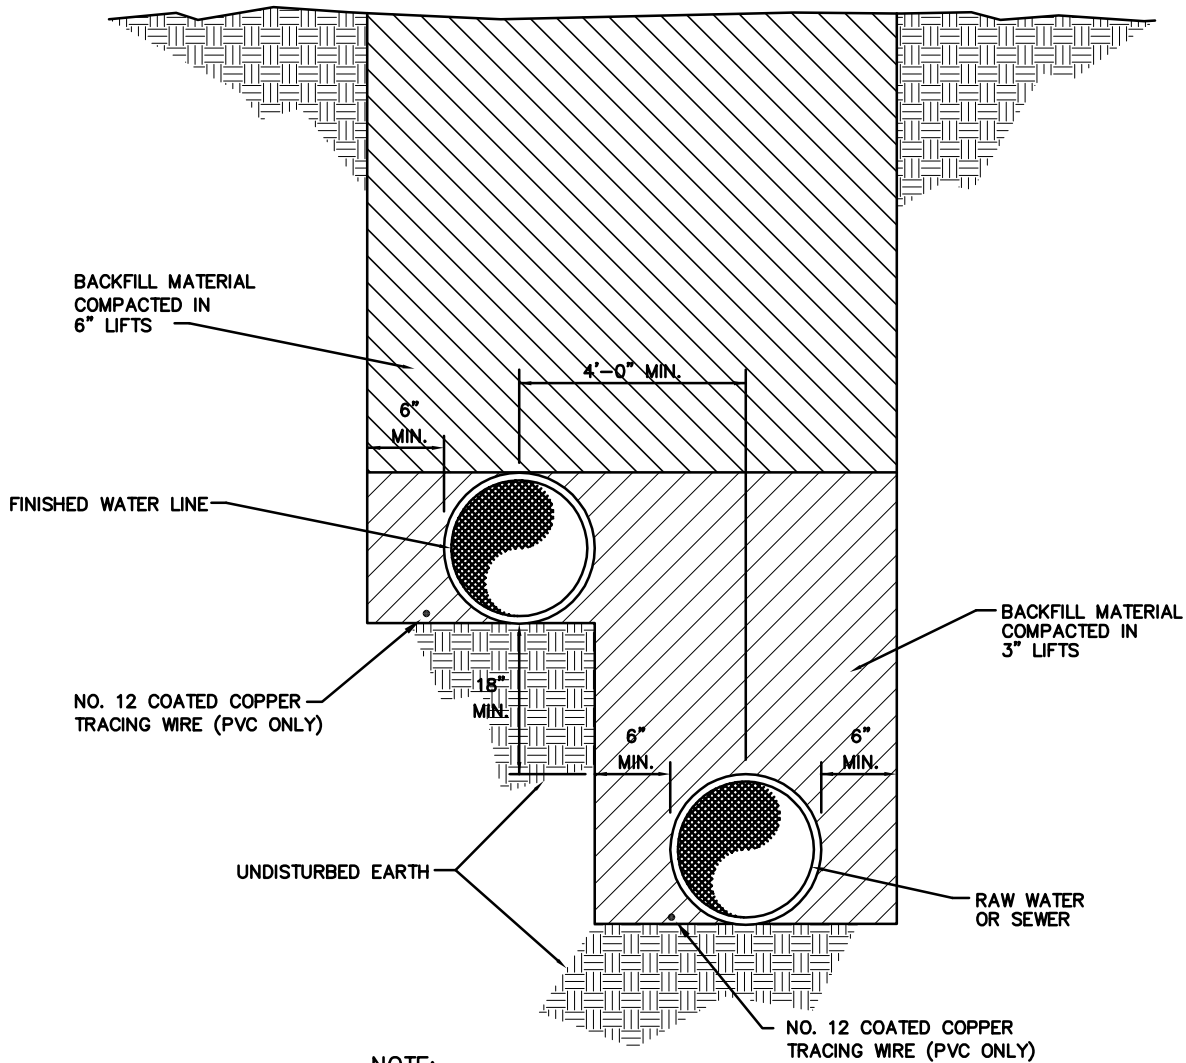 BACKFILL MATERIAL
COMPACTED IN
6" LIFTS
4'-0" MIN.
6"
MIN.
FINISHED WATER LINE
BACKFILL MATERIAL
COMPACTED IN
3" LIFTS
NO. 12 COATED COPPER
TRACING WIRE (PVC ONLY)
18"
MIN.
6"
MIN.
6"
MIN.
UNDISTURBED EARTH
RAW WATER
OR SEWER
NO. 12 COATED COPPER
TRACING WIRE (PVC ONLY)
NOTE: